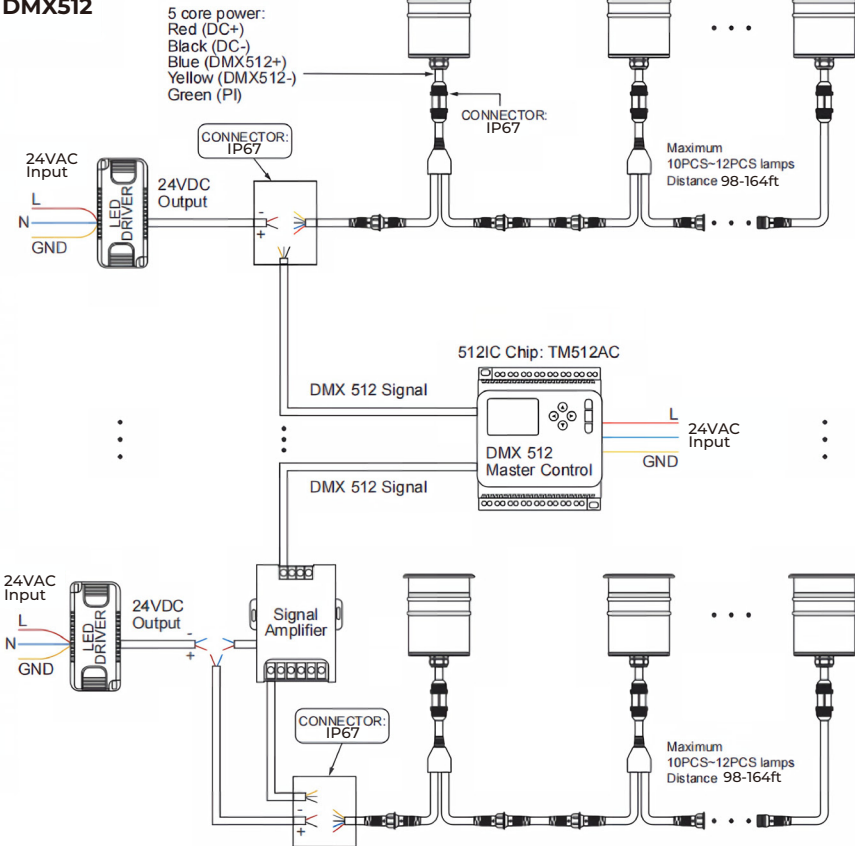 DMX512
5 core power:
Red (DC+)
Black (DC-)
Blue (DMX512+)
Yellow (DMX512-)
Green (PI)
CONNECTOR:
IP67
CONNECTOR:
IP67
24VAC
Input
L
N
GND
LED
DRIVER
24VDC
Output
-
+
Maximum
10PCS~12PCS lamps
Distance 98-164ft
512IC Chip: TM512AC
DMX 512 Signal
DMX 512
Master Control
L
24VAC
Input
GND
DMX 512 Signal
24VAC
Input
L
N
GND
LED
DRIVER
24VDC
Output
-
+
Signal
Amplifier
CONNECTOR:
IP67
-
+
Maximum
10PCS~12PCS lamps
Distance 98-164ft